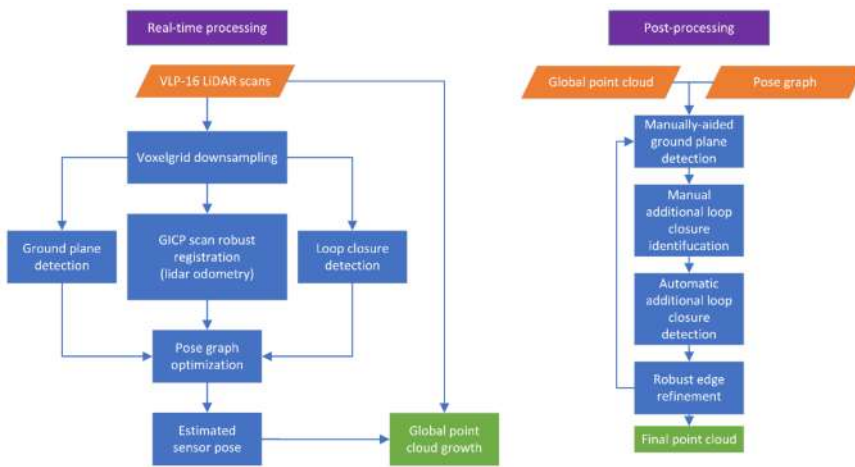 Real-time processing
VLP-16 LiDAR scans
Voxelgrid downsampling
Ground plane
detection
GICP scan robust
registration
(lidar odometry)
Loop closure
detection
Pose graph
optimization
Estimated
sensor pose
Global point
cloud growth
Post-processing
Global point cloud
Pose graph
Manually-aided
ground plane
detection
Manual
additional loop
closure
identifucation
Automatic
additional loop
closure
detection
Robust edge
refinement
Final point cloud